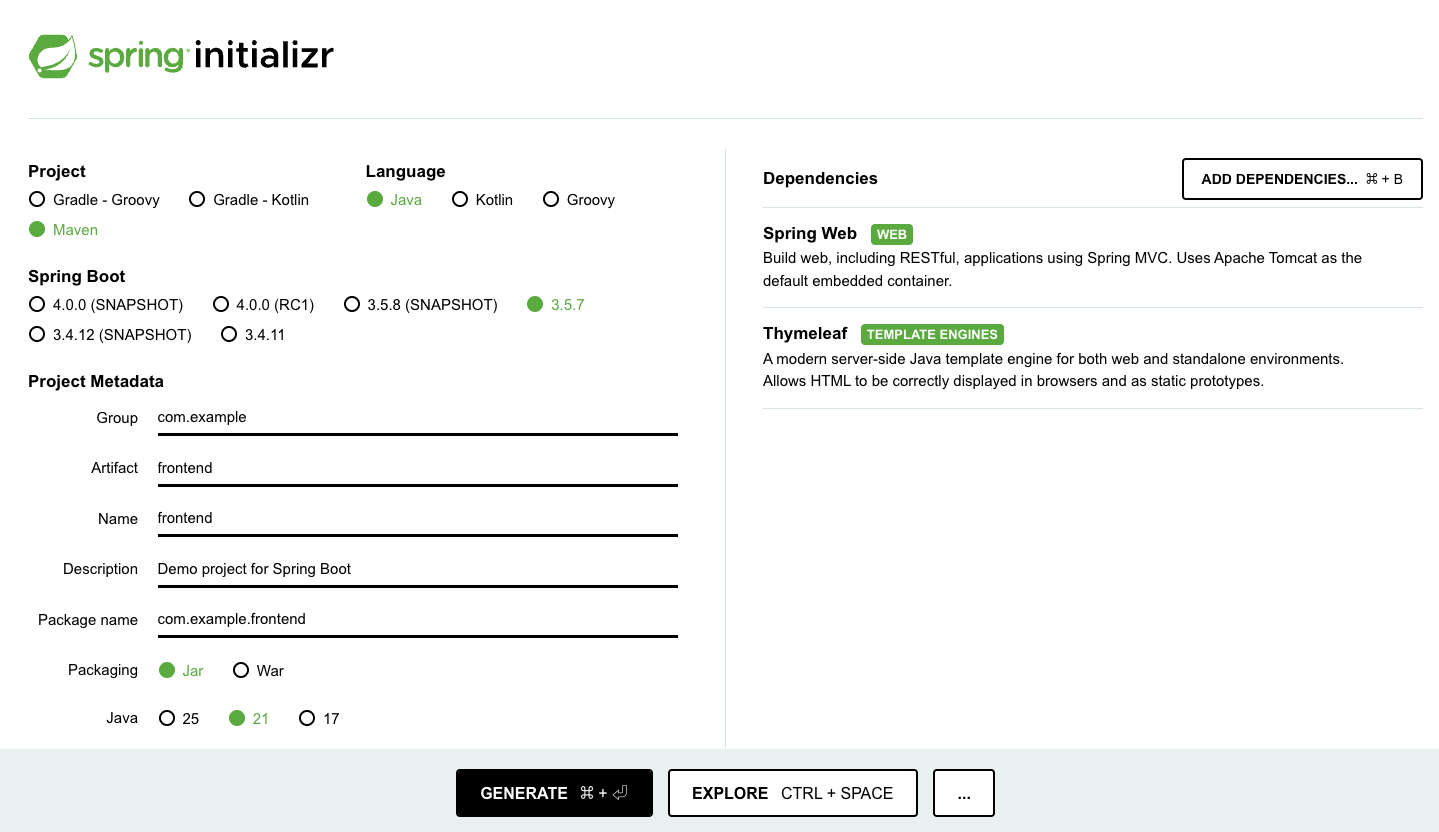 spring initializr
Project
Gradle - Groovy Gradle - Kotlin
Maven
Language
Java Kotlin Groovy
Spring Boot
4.0.0 (SNAPSHOT) 4.0.0 (RC1) 3.5.8 (SNAPSHOT) 3.5.7
3.4.12 (SNAPSHOT) 3.4.11
Project Metadata
Group com.example
Artifact frontend
Name frontend
Description Demo project for Spring Boot
Package name com.example.frontend
Packaging Jar War
Java 25 21 17
Dependencies
ADD DEPENDENCIES... ⌘ + B
Spring Web WEB
Build web, including RESTful, applications using Spring MVC. Uses Apache Tomcat as the
default embedded container.
Thymeleaf TEMPLATE ENGINES
A modern server-side Java template engine for both web and standalone environments.
Allows HTML to be correctly displayed in browsers and as static prototypes.
GENERATE ⌘ + ⏎
EXPLORE CTRL + SPACE
...